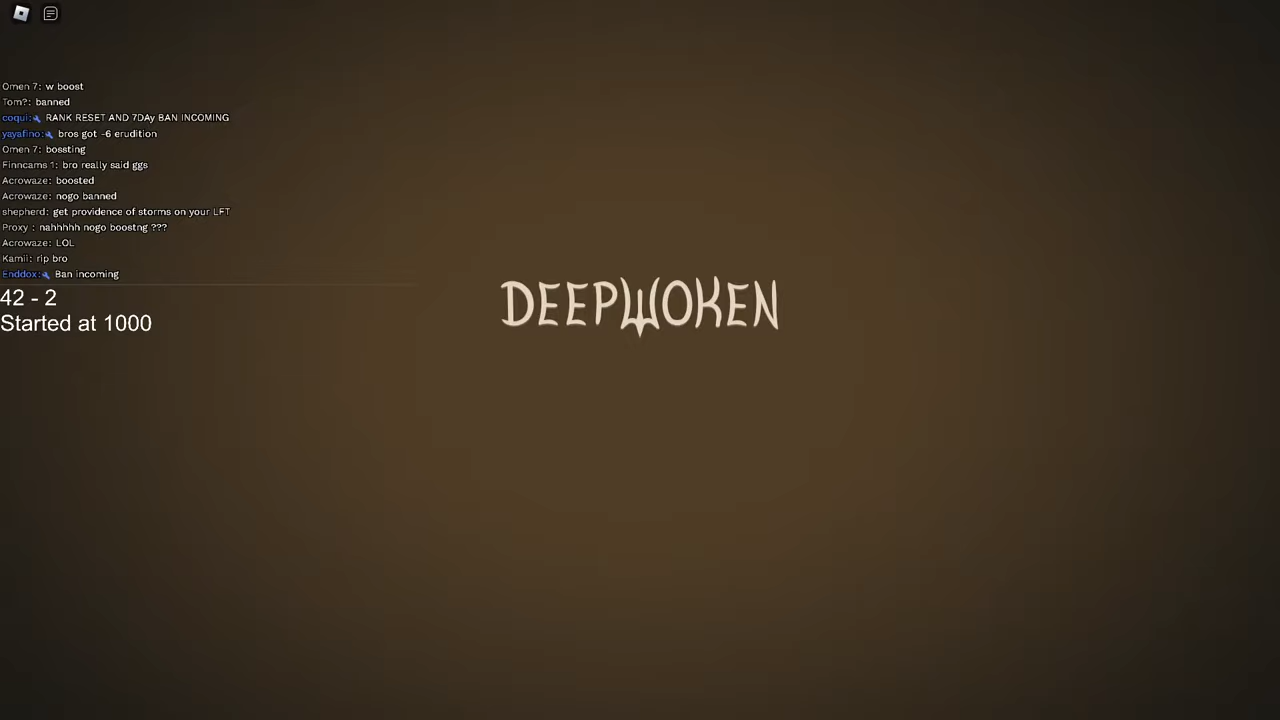 Omen 7: w boost
Tom?: banned
coqui: RANK RESET AND 7DAy BAN INCOMING
yayafino: bros got -6 erudition
Omen 7: bossting
Finncams 1: bro really said ggs
Acrowaze: boosted
Acrowaze: nogo banned
shepherd: get providence of storms on your LFT
Proxy : nahhhhh nogo boostng ???
Acrowaze: LOL
Kamii: rip bro
Enddox: Ban incoming
42 - 2
Started at 1000
DEEPWOKEN